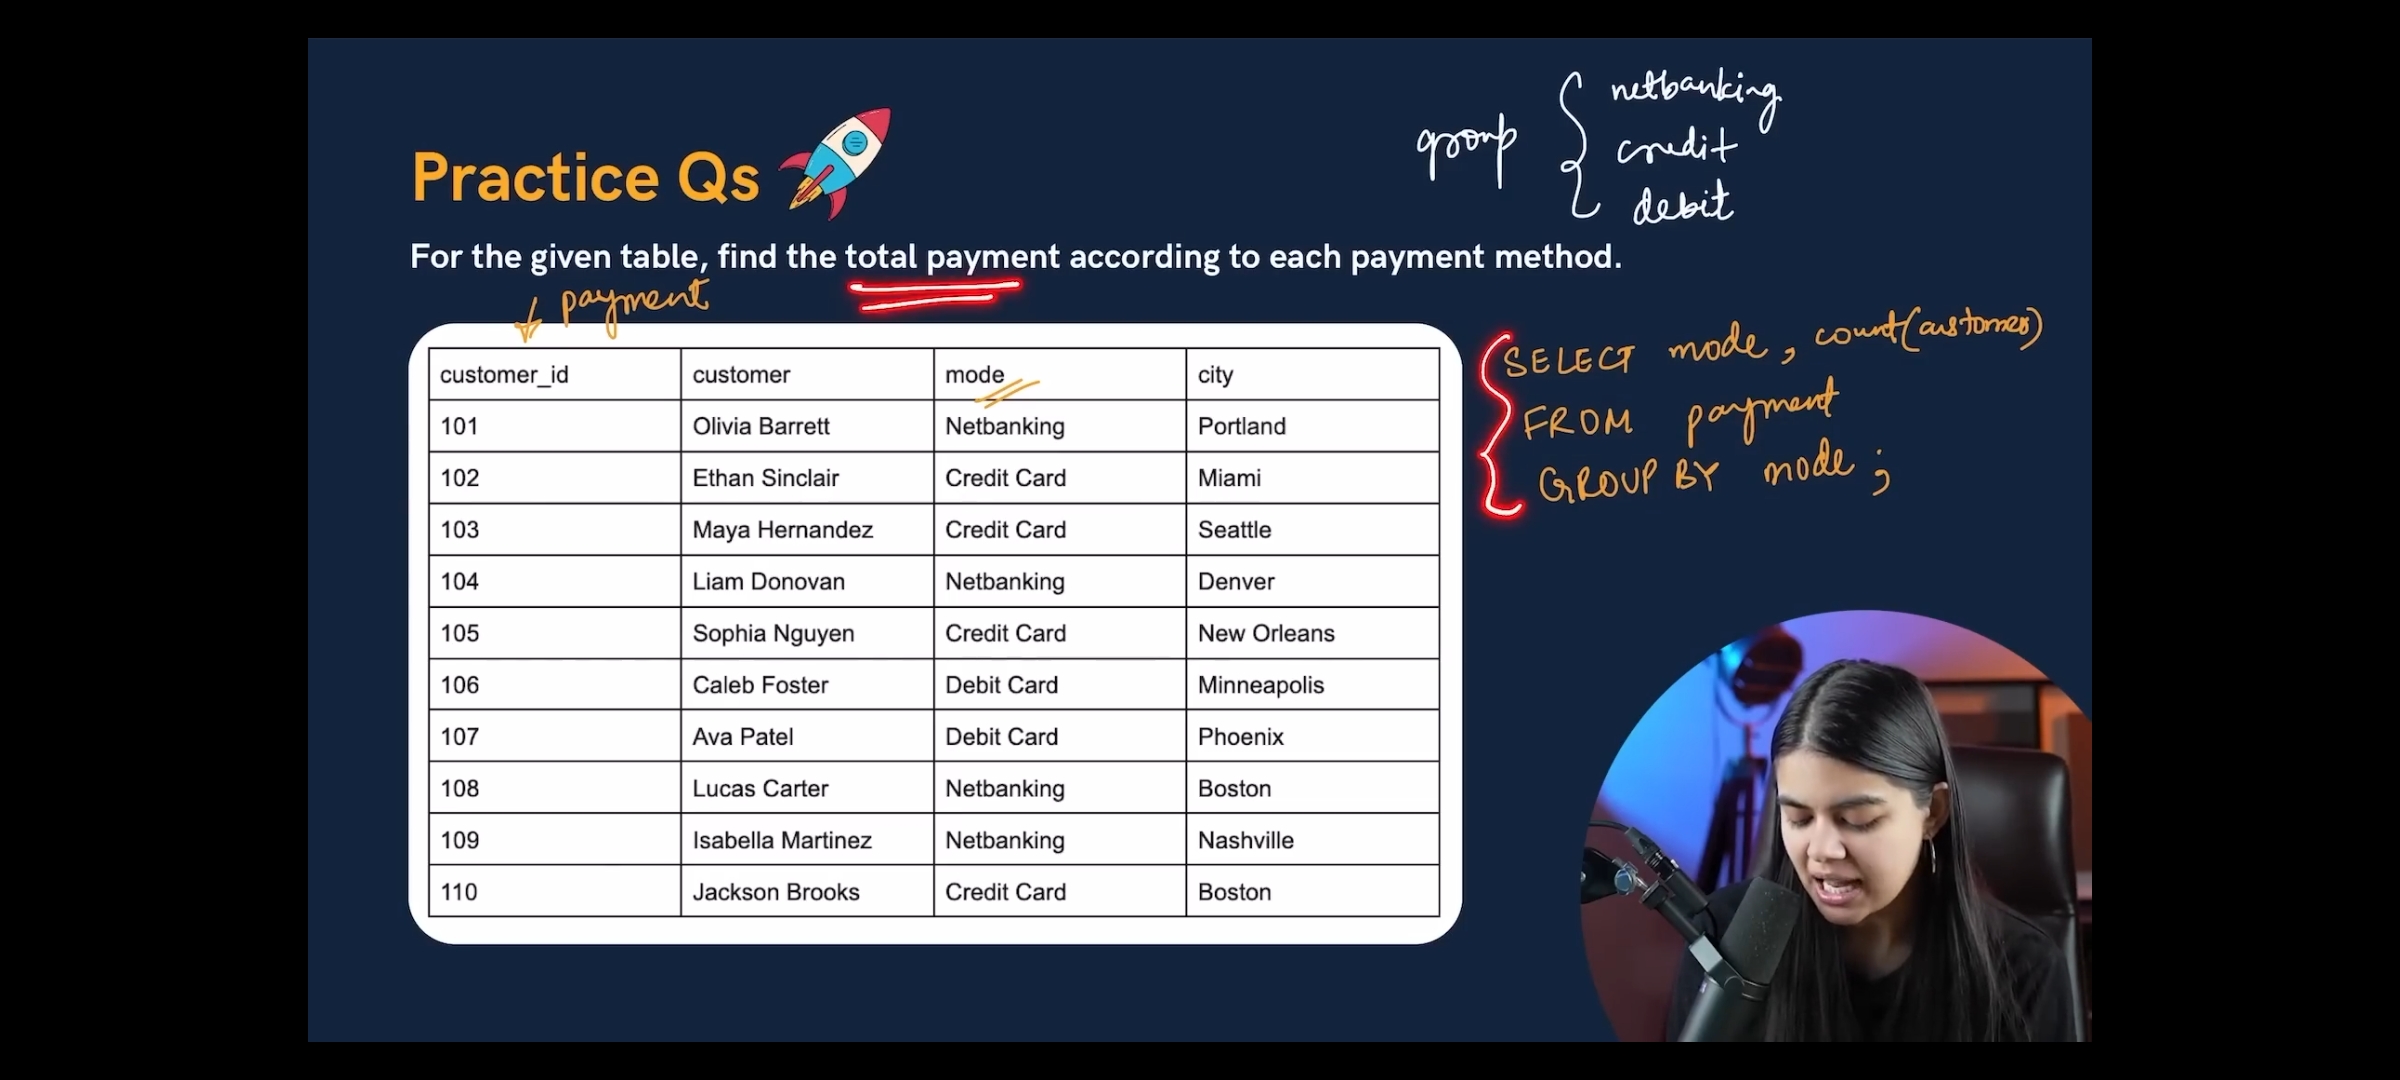 netbanking
group { credit
debit
Practice Qs
For the given table, find the total payment according to each payment method.
payment
customer_id customer mode city
101 Olivia Barrett Netbanking Portland
102 Ethan Sinclair Credit Card Miami
103 Maya Hernandez Credit Card Seattle
104 Liam Donovan Netbanking Denver
105 Sophia Nguyen Credit Card New Orleans
106 Caleb Foster Debit Card Minneapolis
107 Ava Patel Debit Card Phoenix
108 Lucas Carter Netbanking Boston
109 Isabella Martinez Netbanking Nashville
110 Jackson Brooks Credit Card Boston
SELECT mode, count(customer)
FROM payment
GROUP BY mode;